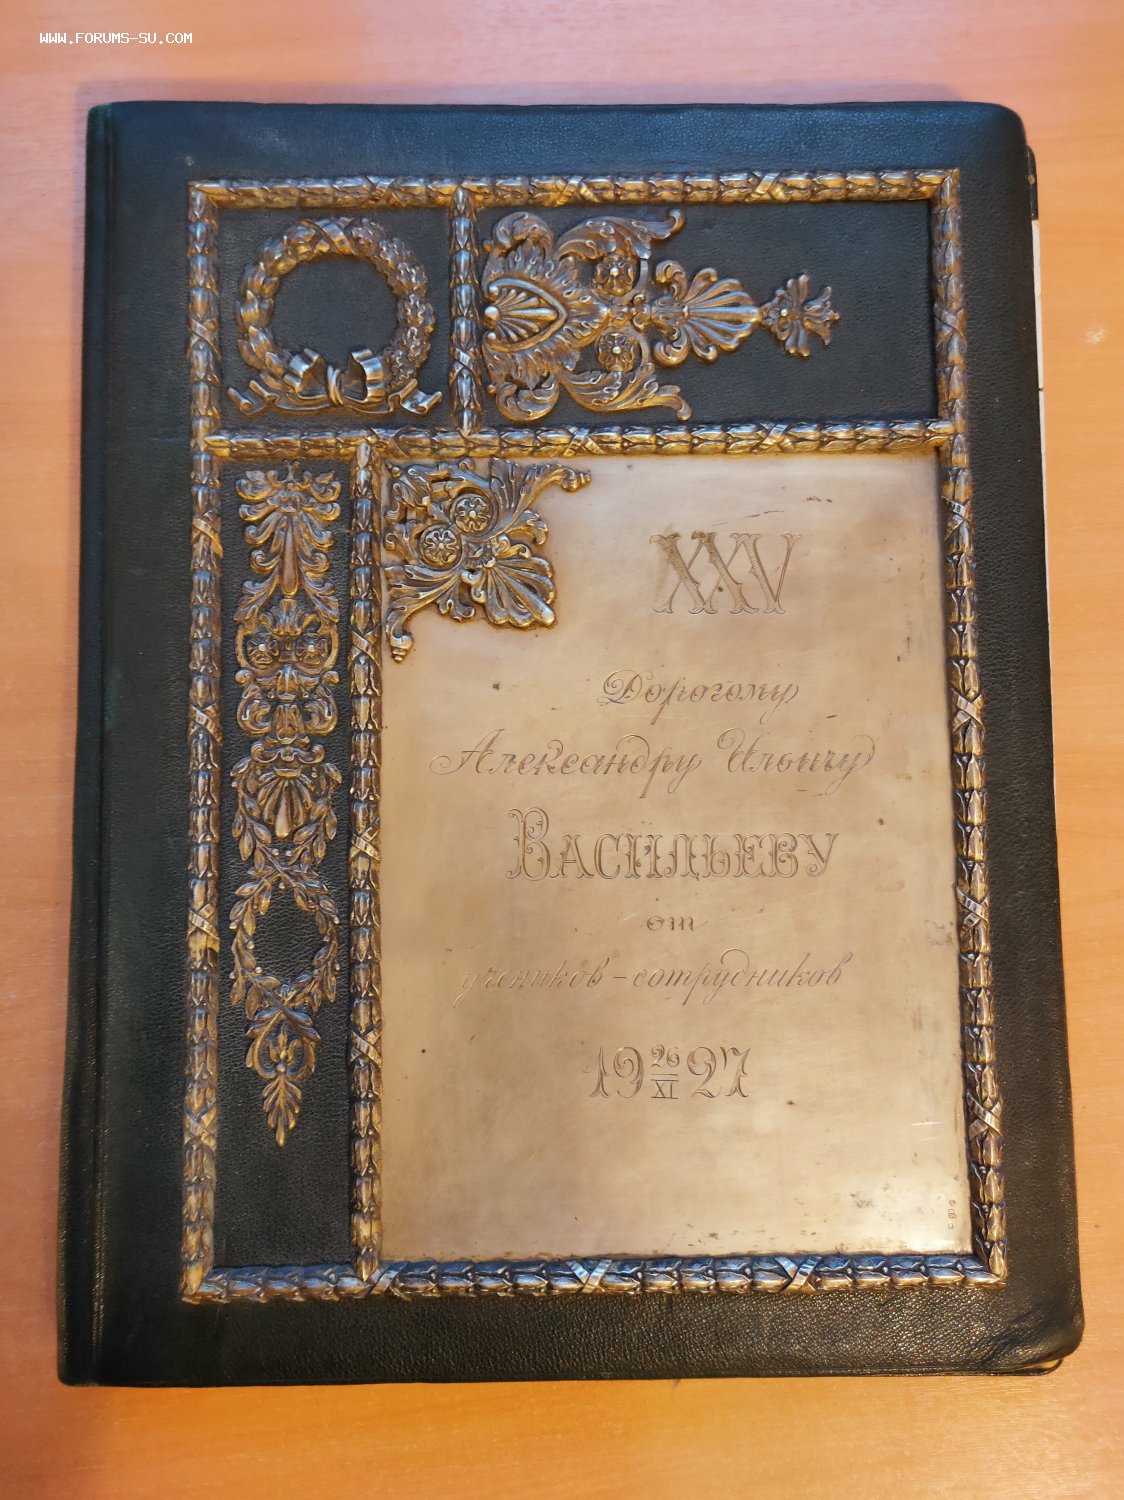 WWW.FORUMS-SU.COM
XXV
Дорогому
Александру Ильичу
Васильеву
от
учеников-сотрудников
19 26/XI 27